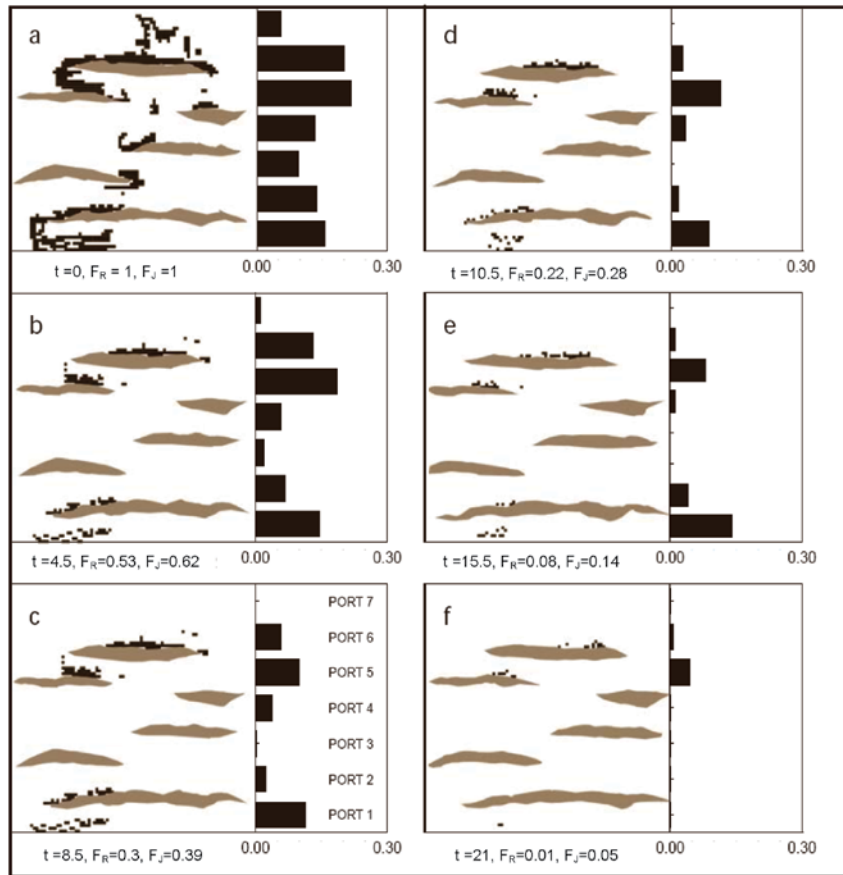 a
t =0, F_R = 1, F_J =1
0.00
0.30
b
t=4.5, F_R=0.53, F_J=0.62
0.00
0.30
c
PORT 7
PORT 6
PORT 5
PORT 4
PORT 3
PORT 2
PORT 1
t =8.5, F_R=0.3, F_J=0.39
0.00
0.30
d
t =10.5, F_R=0.22, F_J=0.28
0.00
0.30
e
t =15.5, F_R=0.08, F_J=0.14
0.00
0.30
f
t =21, F_R=0.01, F_J=0.05
0.00
0.30